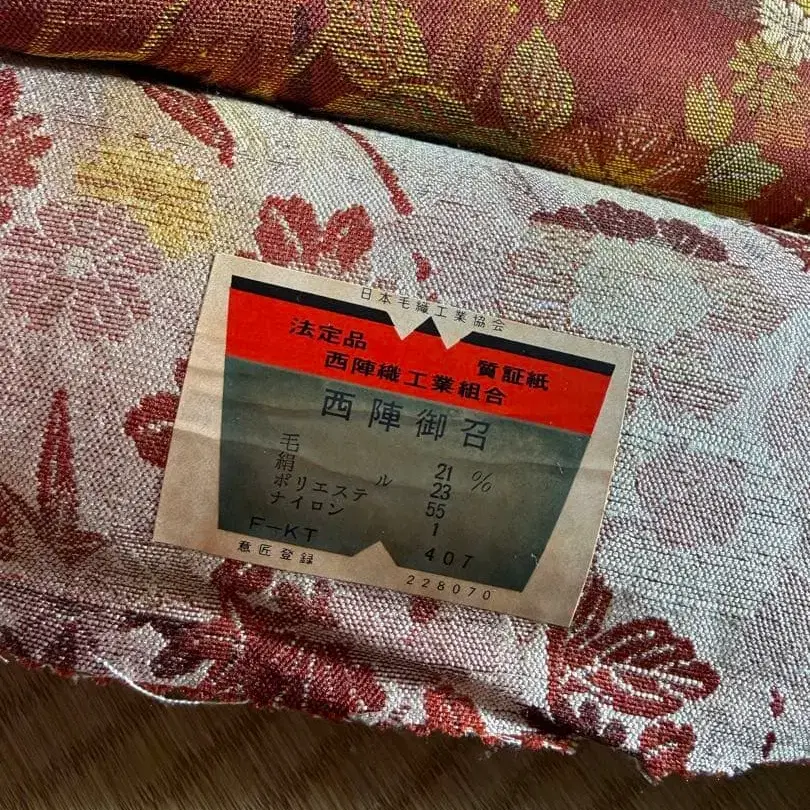 日本毛織工業協会
法定品質証紙
西陣織工業組合
西陣御召
毛 21 %
絹 23
ポリエステル 55
ナイロン 1
F-KT 407
意匠登録 228070